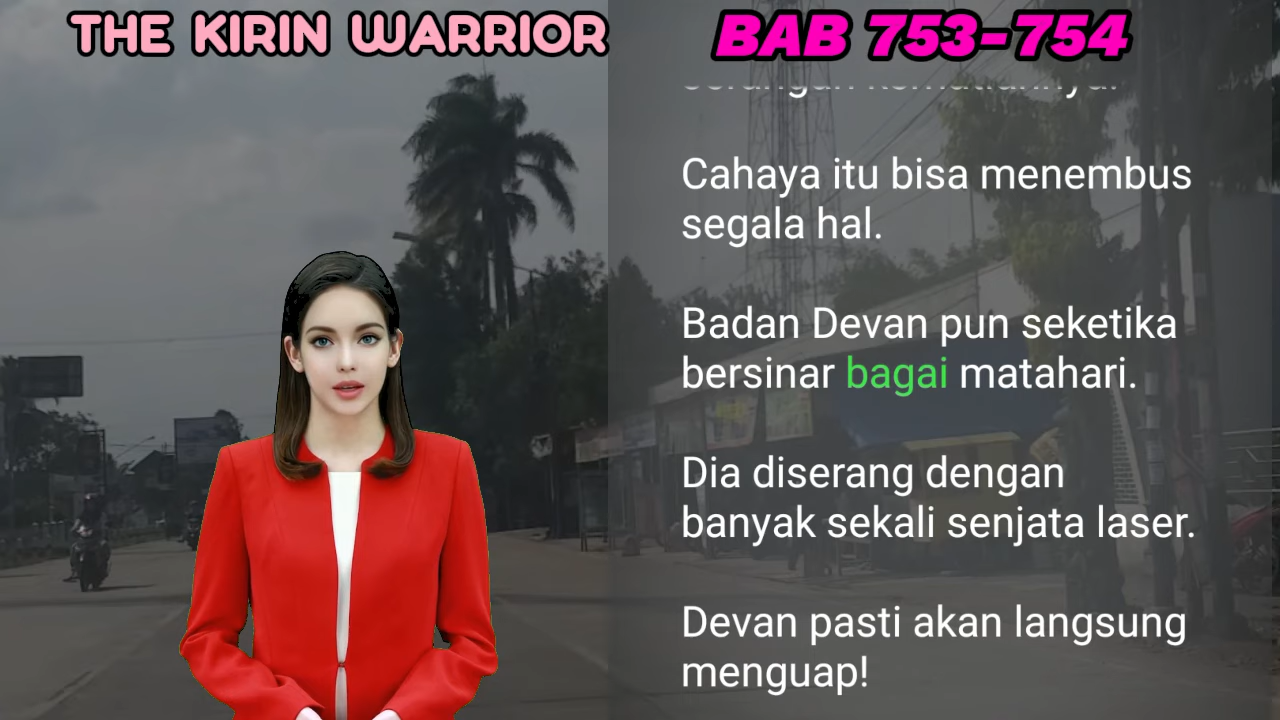 THE KIRIN WARRIOR
BAB 753-754
Cahaya itu bisa menembus
segala hal.
Badan Devan pun seketika
bersinar bagai matahari.
Dia diserang dengan
banyak sekali senjata laser.
Devan pasti akan langsung
menguap!